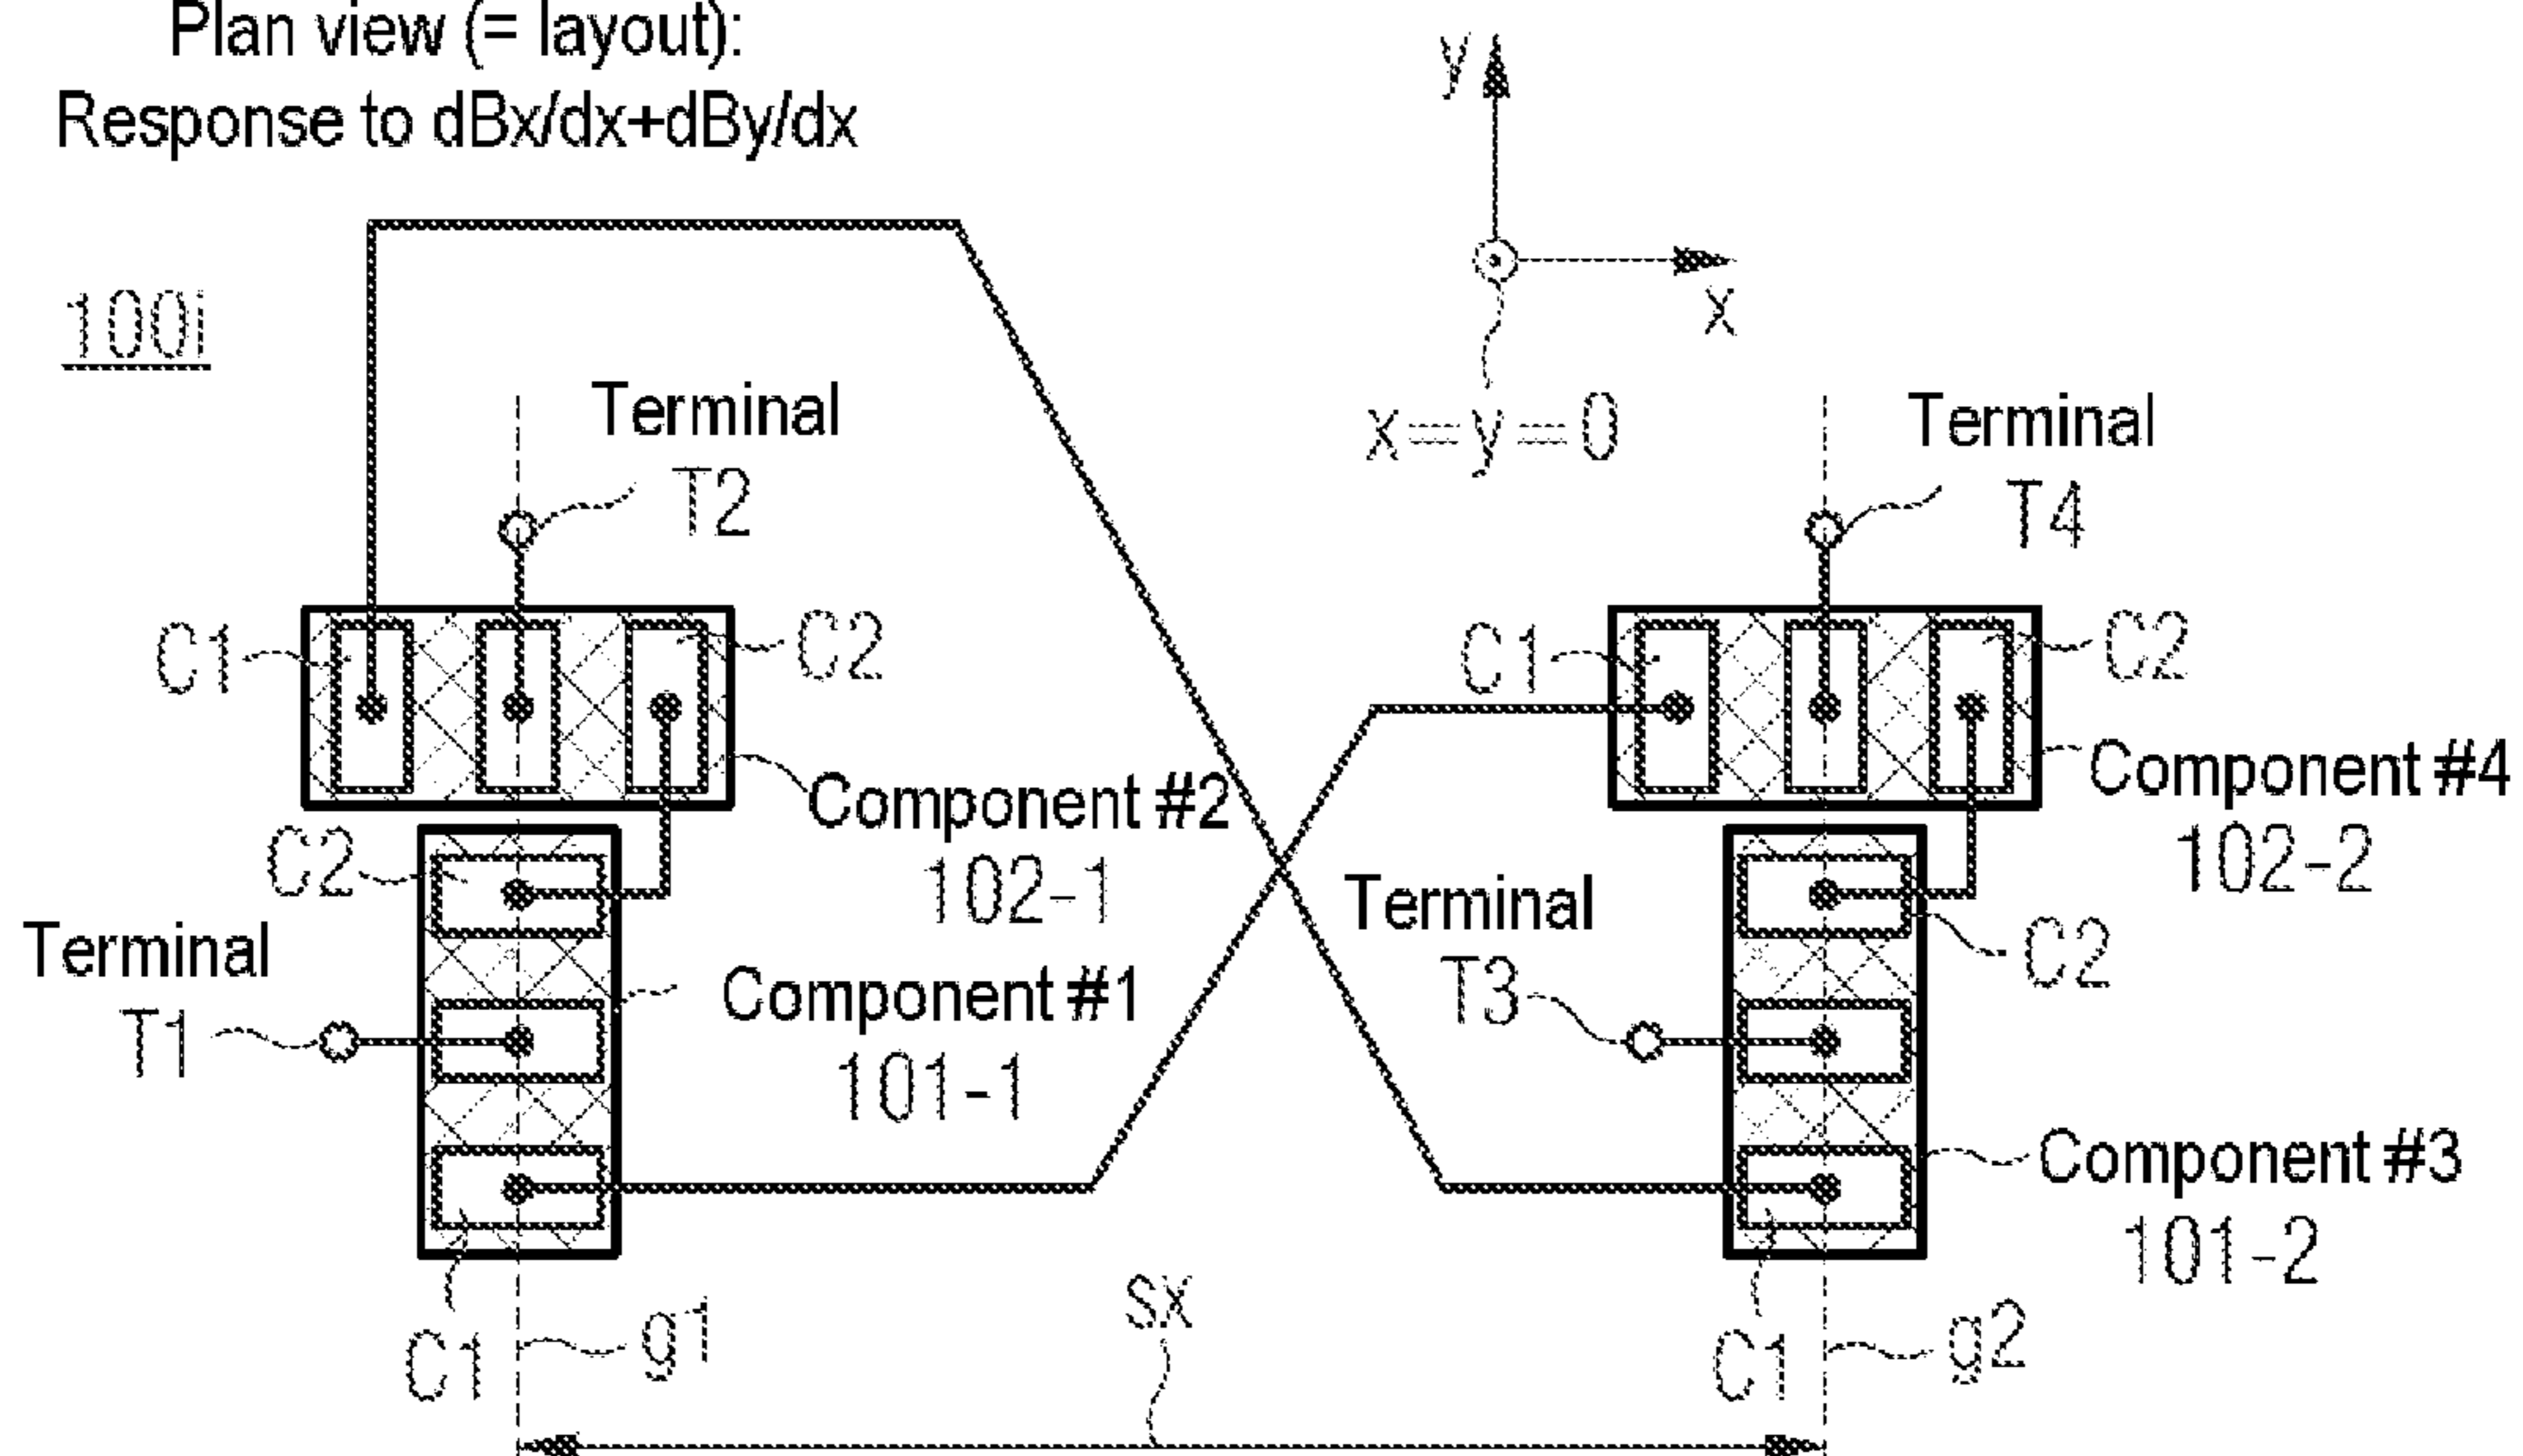 Plan view (= layout):
Response to dBx/dx+dBy/dx
y
x
100i
x=y=0
Terminal
T2
Terminal
T4
C1
C2
C1
C2
Component #2
102-1
Component #4
102-2
C2
Terminal
T1
Component #1
101-1
Terminal
T3
C2
Component #3
101-2
C1
g1
sx
C1
g2